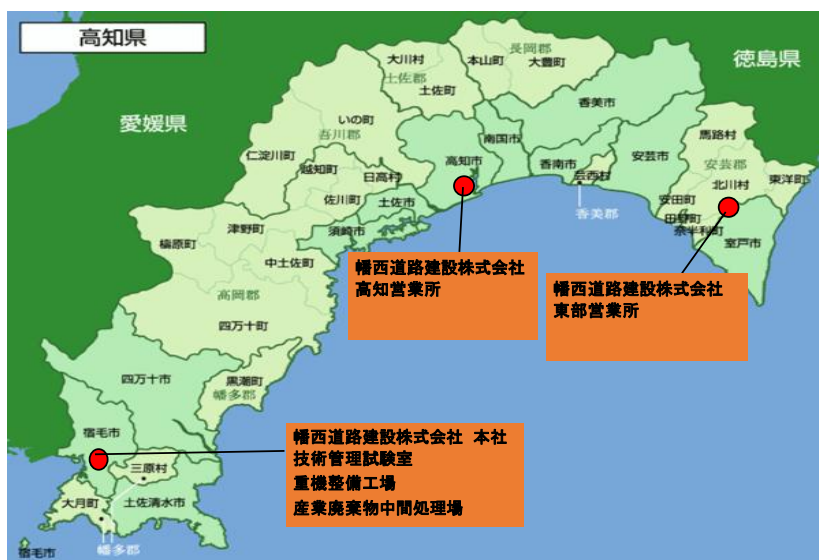 高知県
徳島県
愛媛県
大川村
土佐郡
土佐町
本山町
長岡郡
大豊町
香美市
いの町
吾川郡
仁淀川町
越知町
日高村
佐川町
高知市
南国市
香南市
芸西村
香美郡
安芸市
馬路村
安芸郡
北川村
東洋町
安田町
田野町
奈半利町
室戸市
土佐市
須崎市
津野町
梼原町
中土佐町
高岡郡
四万十町
幡西道路建設株式会社
高知営業所
幡西道路建設株式会社
東部営業所
四万十市
黒潮町
幡多郡
宿毛市
三原村
大月町
土佐清水市
幡多郡
宿毛市
幡西道路建設株式会社 本社
技術管理試験室
重機整備工場
産業廃棄物中間処理場